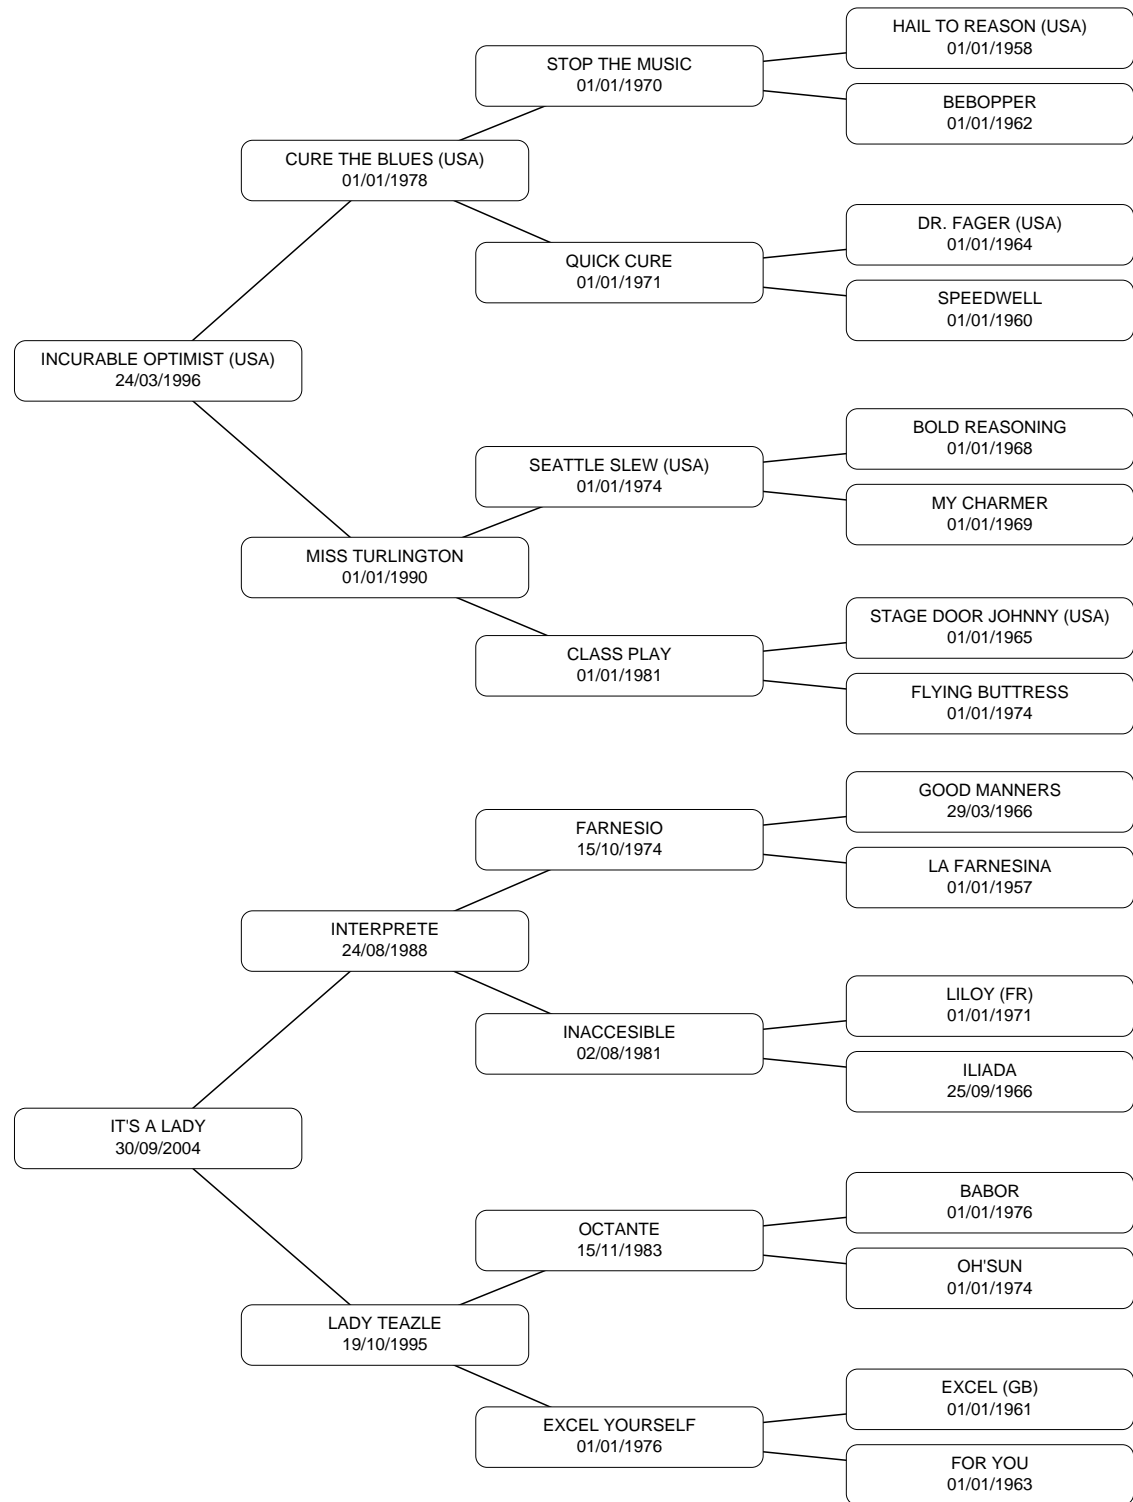 HAIL TO REASON (USA)
01/01/1958
STOP THE MUSIC
01/01/1970
BEBOPPER
01/01/1962
CURE THE BLUES (USA)
01/01/1978
DR. FAGER (USA)
01/01/1964
QUICK CURE
01/01/1971
SPEEDWELL
01/01/1960
INCURABLE OPTIMIST (USA)
24/03/1996
BOLD REASONING
01/01/1968
SEATTLE SLEW (USA)
01/01/1974
MY CHARMER
01/01/1969
MISS TURLINGTON
01/01/1990
STAGE DOOR JOHNNY (USA)
01/01/1965
CLASS PLAY
01/01/1981
FLYING BUTTRESS
01/01/1974
GOOD MANNERS
29/03/1966
FARNESIO
15/10/1974
LA FARNESINA
01/01/1957
INTERPRETE
24/08/1988
LILOY (FR)
01/01/1971
INACCESIBLE
02/08/1981
ILIADA
25/09/1966
IT'S A LADY
30/09/2004
BABOR
01/01/1976
OCTANTE
15/11/1983
OH'SUN
01/01/1974
LADY TEAZLE
19/10/1995
EXCEL (GB)
01/01/1961
EXCEL YOURSELF
01/01/1976
FOR YOU
01/01/1963